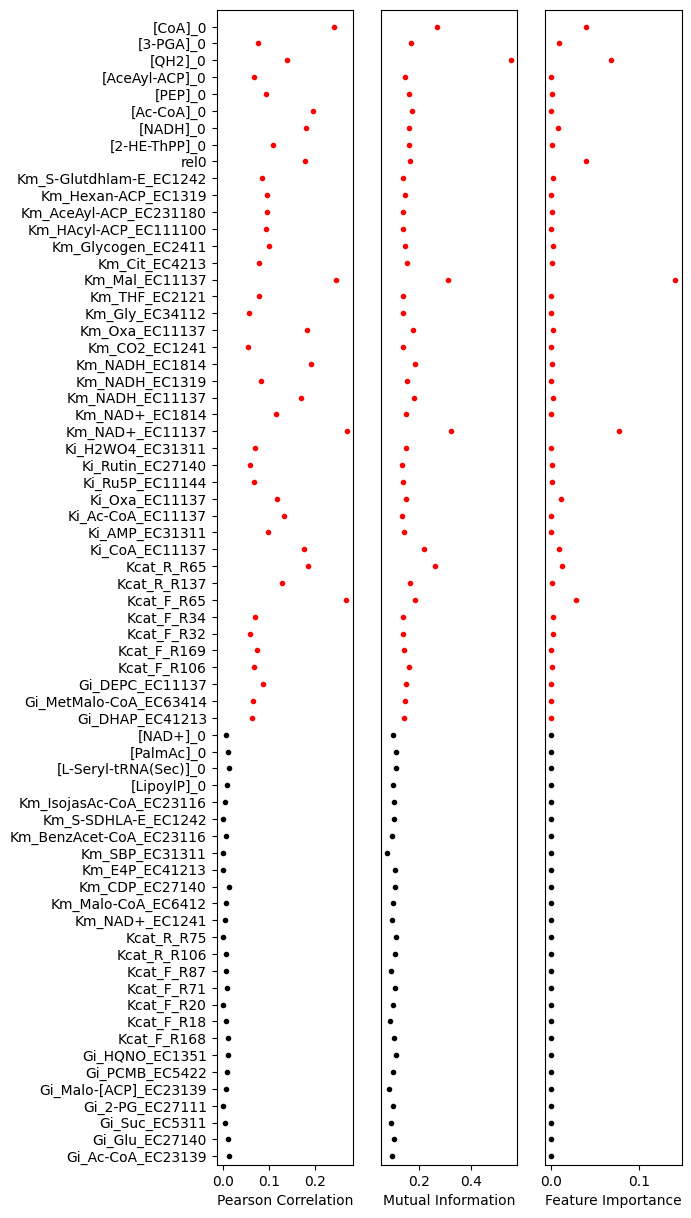 [CoA]_0
[3-PGA]_0
[QH2]_0
[AceAyl-ACP]_0
[PEP]_0
[Ac-CoA]_0
[NADH]_0
[2-HE-ThPP]_0
rel0
Km_S-Glutdhlam-E_EC1242
Km_Hexan-ACP_EC1319
Km_AceAyl-ACP_EC231180
Km_HAcyl-ACP_EC111100
Km_Glycogen_EC2411
Km_Cit_EC4213
Km_Mal_EC11137
Km_THF_EC2121
Km_Gly_EC34112
Km_Oxa_EC11137
Km_CO2_EC1241
Km_NADH_EC1814
Km_NADH_EC1319
Km_NADH_EC11137
Km_NAD+_EC1814
Km_NAD+_EC11137
Ki_H2WO4_EC31311
Ki_Rutin_EC27140
Ki_Ru5P_EC11144
Ki_Oxa_EC11137
Ki_Ac-CoA_EC11137
Ki_AMP_EC31311
Ki_CoA_EC11137
Kcat_R_R65
Kcat_R_R137
Kcat_F_R65
Kcat_F_R34
Kcat_F_R32
Kcat_F_R169
Kcat_F_R106
Gi_DEPC_EC11137
Gi_MetMalo-CoA_EC63414
Gi_DHAP_EC41213
[NAD+]_0
[PalmAc]_0
[L-Seryl-tRNA(Sec)]_0
[LipoylP]_0
Km_IsojasAc-CoA_EC23116
Km_S-SDHLA-E_EC1242
Km_BenzAcet-CoA_EC23116
Km_SBP_EC31311
Km_E4P_EC41213
Km_CDP_EC27140
Km_Malo-CoA_EC6412
Km_NAD+_EC1241
Kcat_R_R75
Kcat_R_R106
Kcat_F_R87
Kcat_F_R71
Kcat_F_R20
Kcat_F_R18
Kcat_F_R168
Gi_HQNO_EC1351
Gi_PCMB_EC5422
Gi_Malo-[ACP]_EC23139
Gi_2-PG_EC27111
Gi_Suc_EC5311
Gi_Glu_EC27140
Gi_Ac-CoA_EC23139
0.0 0.1 0.2 0.2 0.4 0.0 0.1
Pearson Correlation Mutual Information Feature Importance